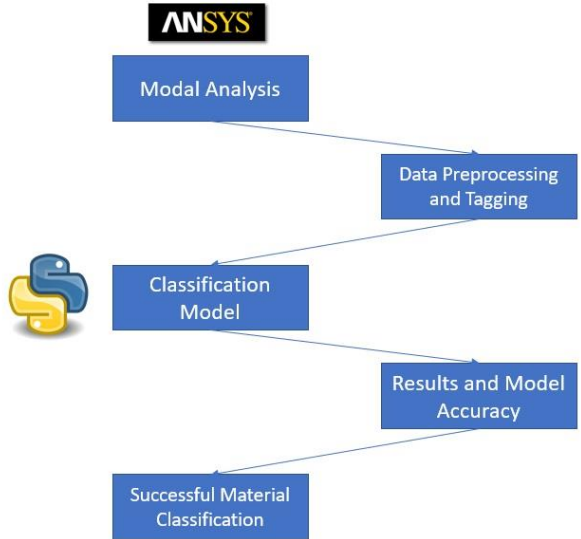 ANSYS
Modal Analysis
Data Preprocessing
and Tagging
Classification
Model
Results and Model
Accuracy
Successful Material
Classification